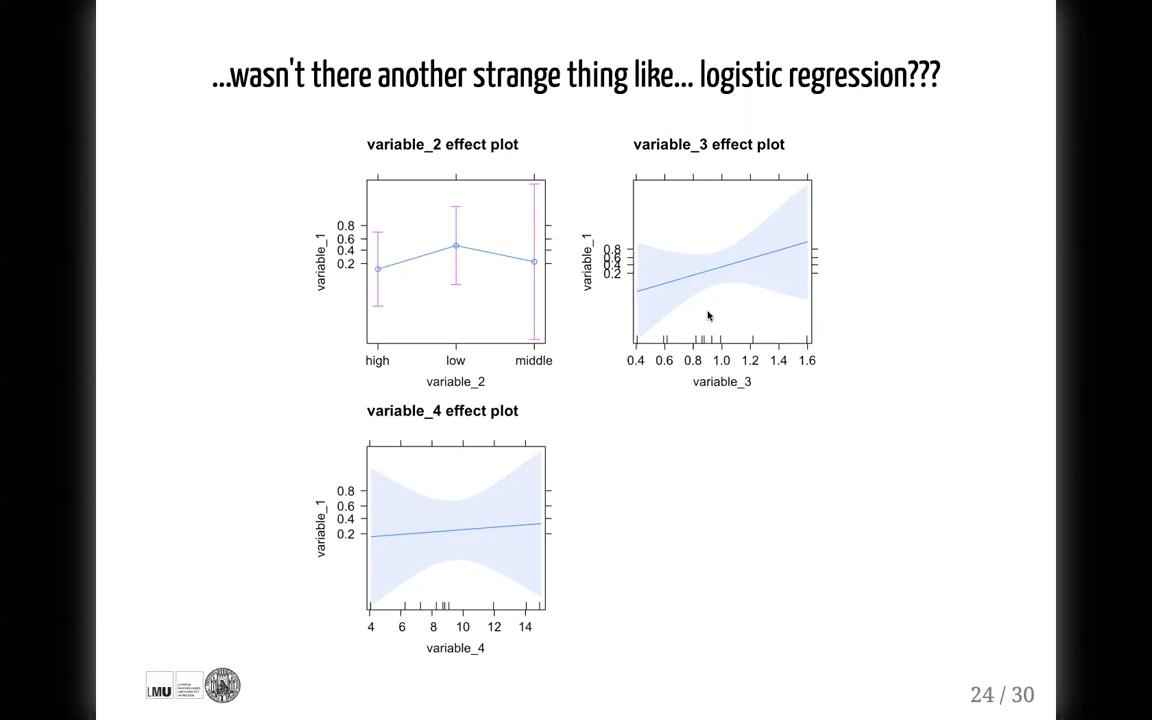 ...wasn't there another strange thing like... logistic regression???
variable_2 effect plot
variable_1
0.8
0.6
0.4
0.2
high low middle
variable_2
variable_3 effect plot
variable_1
0.8
0.6
0.4
0.2
0.4 0.6 0.8 1.0 1.2 1.4 1.6
variable_3
variable_4 effect plot
variable_1
0.8
0.6
0.4
0.2
4 6 8 10 12 14
variable_4
LMU
24 / 30